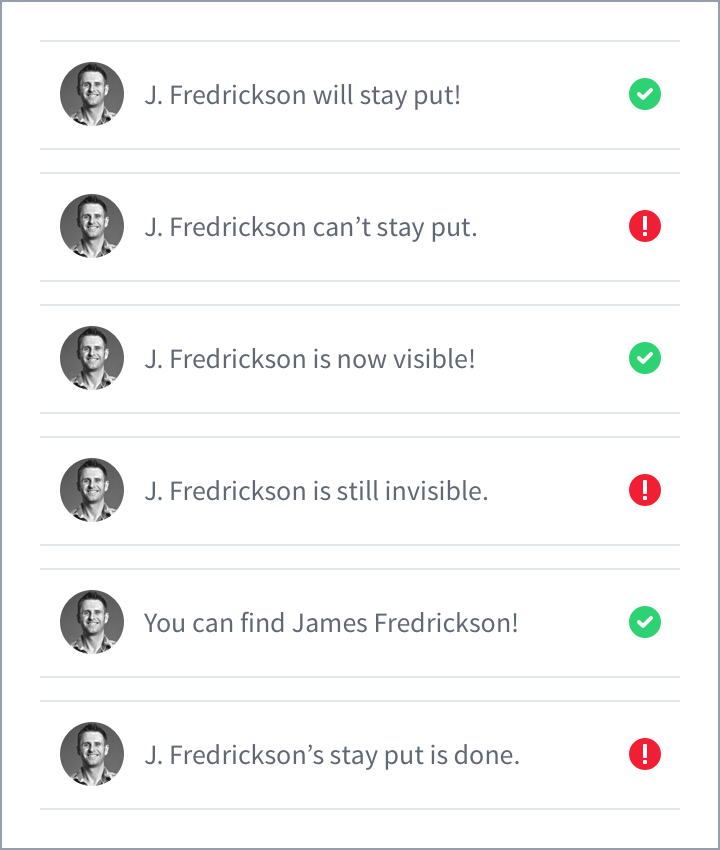 J. Fredrickson will stay put!
J. Fredrickson can’t stay put.
J. Fredrickson is now visible!
J. Fredrickson is still invisible.
You can find James Fredrickson!
J. Fredrickson’s stay put is done.